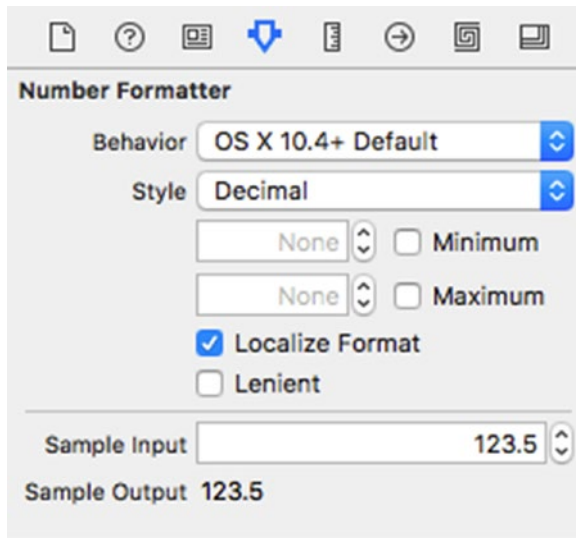 Number Formatter
Behavior OS X 10.4+ Default
Style Decimal
None Minimum
None Maximum
Localize Format
Lenient
Sample Input 123.5
Sample Output 123.5